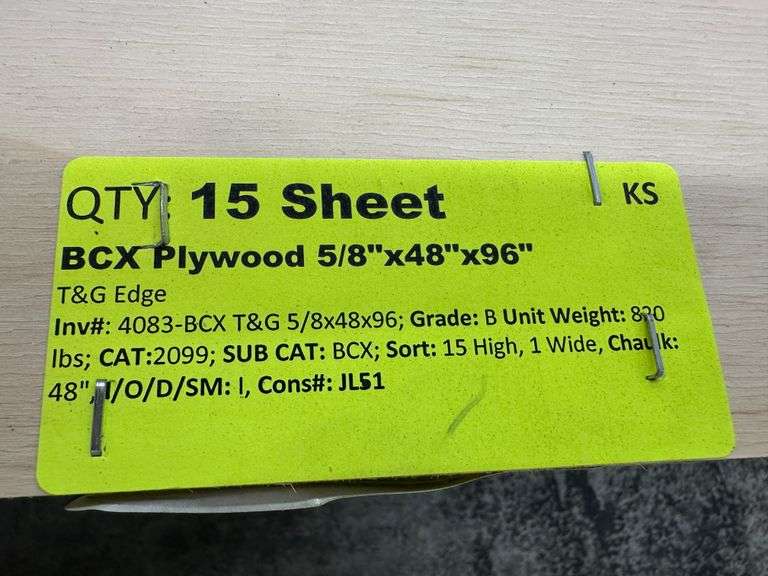 QTY: 15 Sheet KS
BCX Plywood 5/8"x48"x96"
T&G Edge
Inv#: 4083-BCX T&G 5/8x48x96; Grade: B Unit Weight: 820
lbs; CAT:2099; SUB CAT: BCX; Sort: 15 High, 1 Wide, Chaulk:
48", I/O/D/SM: I, Cons#: JL51